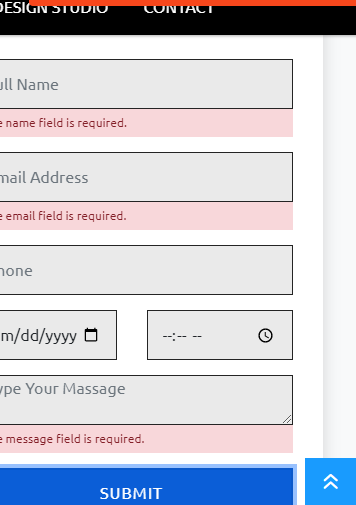 DESIGN STUDIO CONTACT
ull Name
e name field is required.
mail Address
e email field is required.
hone
m/dd/yyyy --:-- --
ype Your Massage
e message field is required.
SUBMIT